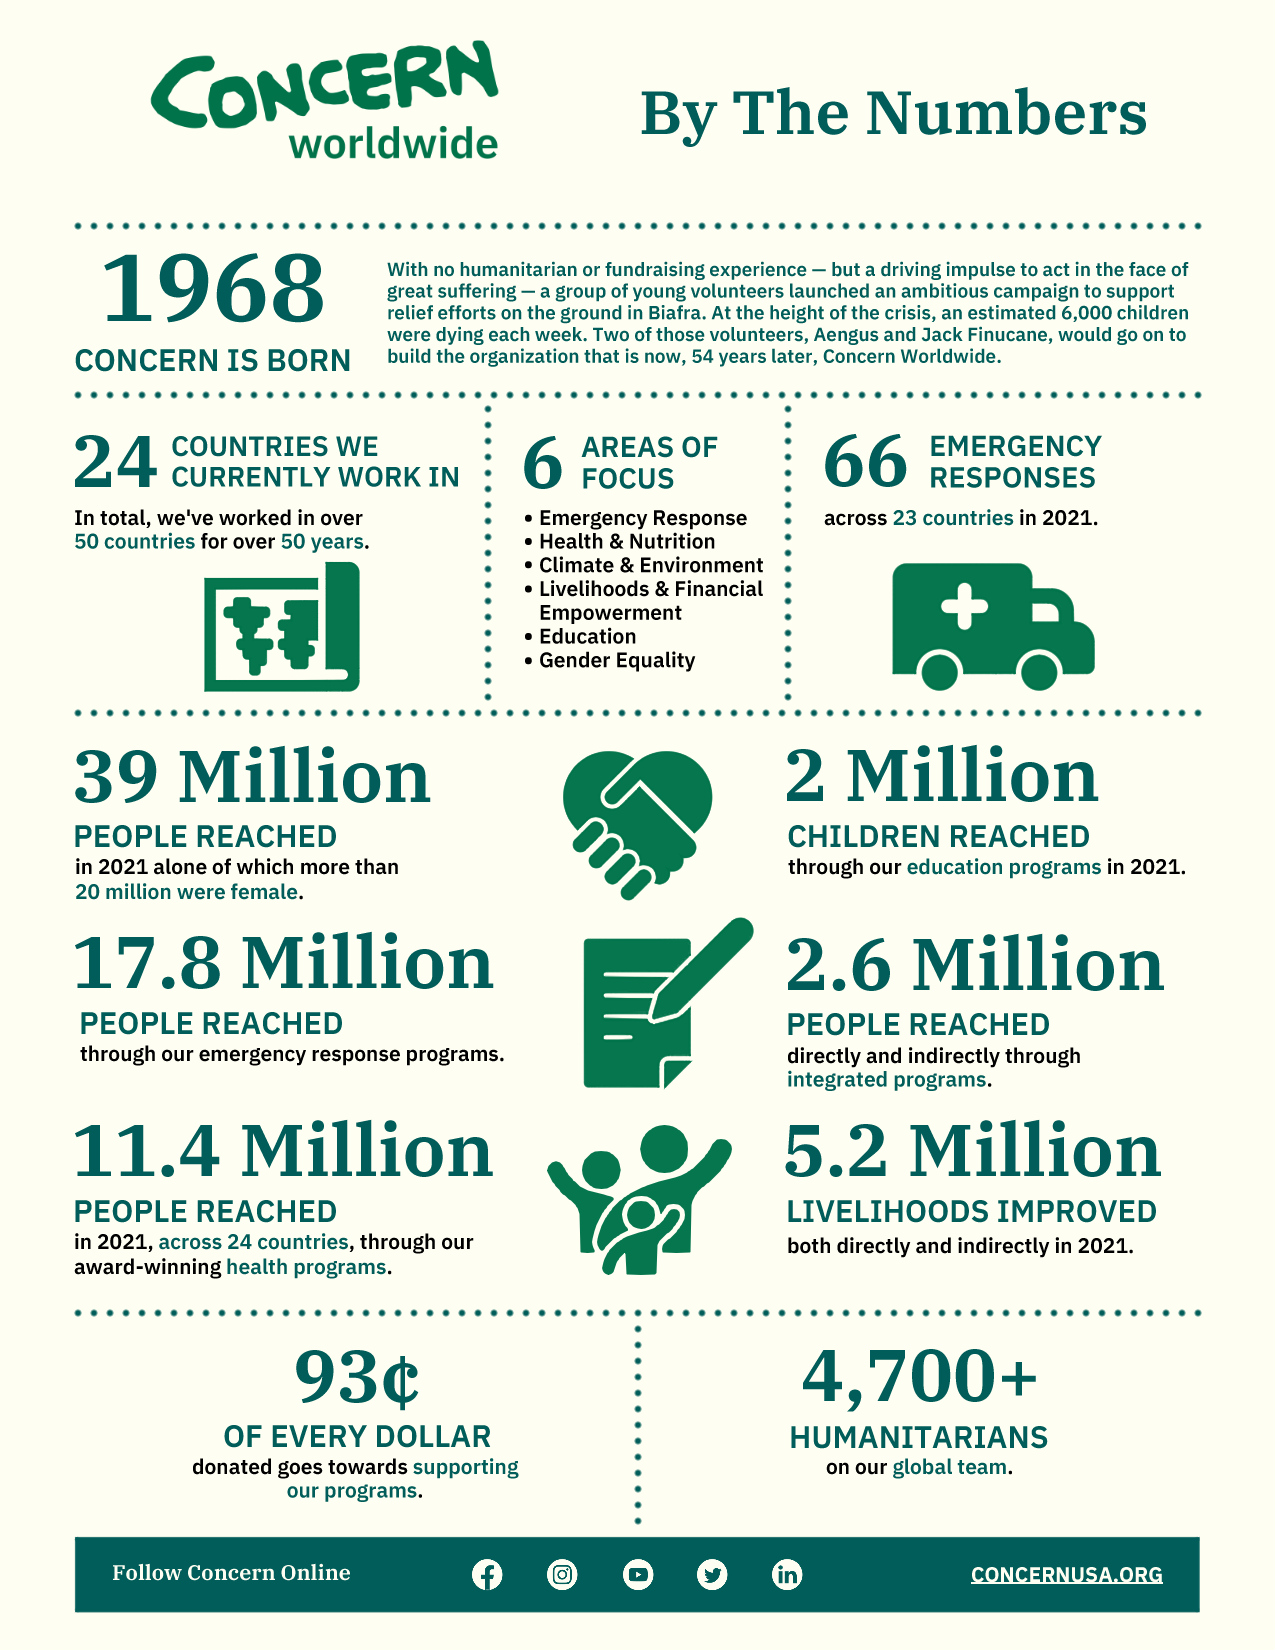 CONCERN
worldwide
By The Numbers
1968
CONCERN IS BORN
With no humanitarian or fundraising experience — but a driving impulse to act in the face of
great suffering — a group of young volunteers launched an ambitious campaign to support
relief efforts on the ground in Biafra. At the height of the crisis, an estimated 6,000 children
were dying each week. Two of those volunteers, Aengus and Jack Finucane, would go on to
build the organization that is now, 54 years later, Concern Worldwide.
24 COUNTRIES WE
CURRENTLY WORK IN
In total, we've worked in over
50 countries for over 50 years.
6 AREAS OF
FOCUS
• Emergency Response
• Health & Nutrition
• Climate & Environment
• Livelihoods & Financial
Empowerment
• Education
• Gender Equality
66 EMERGENCY
RESPONSES
across 23 countries in 2021.
39 Million
PEOPLE REACHED
in 2021 alone of which more than
20 million were female.
2 Million
CHILDREN REACHED
through our education programs in 2021.
17.8 Million
PEOPLE REACHED
through our emergency response programs.
2.6 Million
PEOPLE REACHED
directly and indirectly through
integrated programs.
11.4 Million
PEOPLE REACHED
in 2021, across 24 countries, through our
award-winning health programs.
5.2 Million
LIVELIHOODS IMPROVED
both directly and indirectly in 2021.
93¢
OF EVERY DOLLAR
donated goes towards supporting
our programs.
4,700+
HUMANITARIANS
on our global team.
Follow Concern Online
CONCERNUSA.ORG